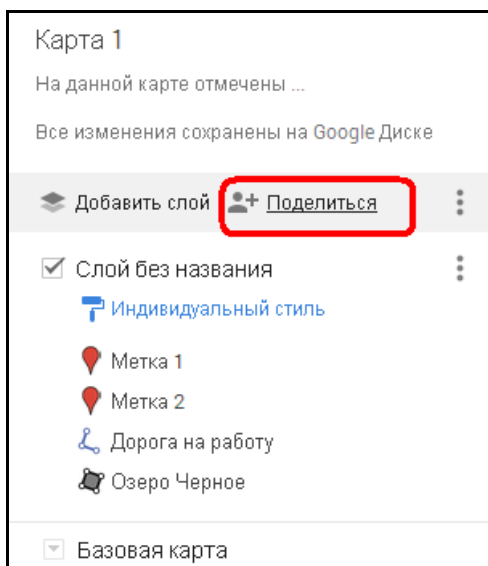 Карта 1
На данной карте отмечены ...
Все изменения сохранены на Google Диске
Добавить слой Поделиться
Слой без названия
Индивидуальный стиль
Метка 1
Метка 2
Дорога на работу
Озеро Черное
Базовая карта